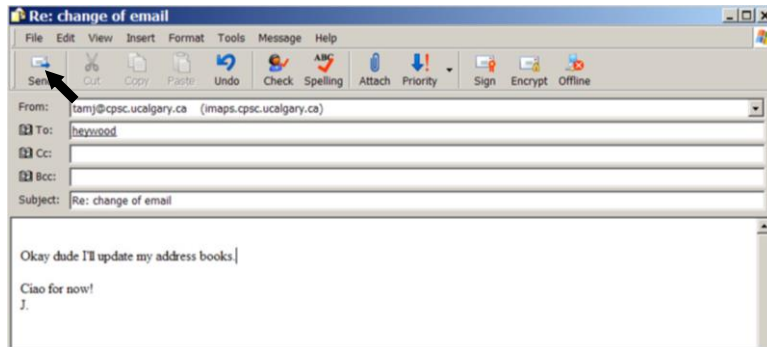 Re: change of email
File Edit View Insert Format Tools Message Help
ABC
Send Cut Copy Paste Undo Check Spelling Attach Priority Sign Encrypt Offline
From: tamj@cpsc.ucalgary.ca (imaps.cpsc.ucalgary.ca)
To: heywood
Cc:
Bcc:
Subject: Re: change of email
Okay dude I'll update my address books.
Ciao for now!
J.